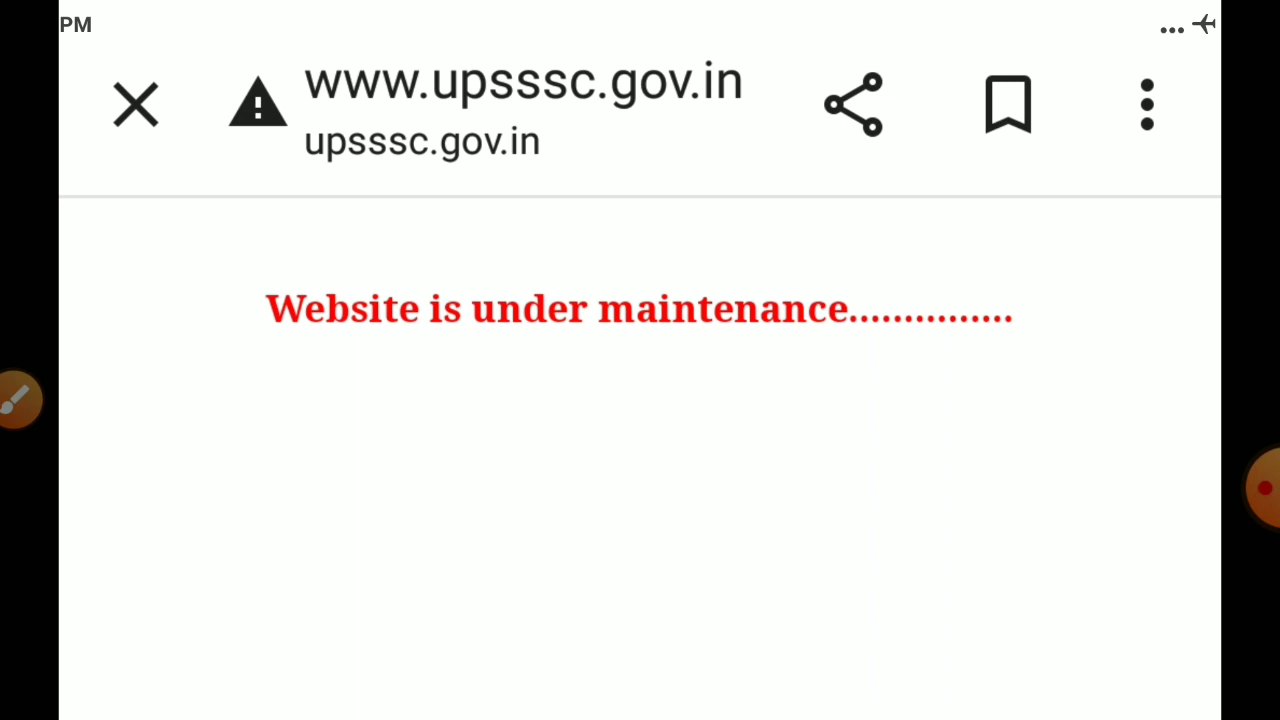 PM
www.upsssc.gov.in
upsssc.gov.in
Website is under maintenance...............